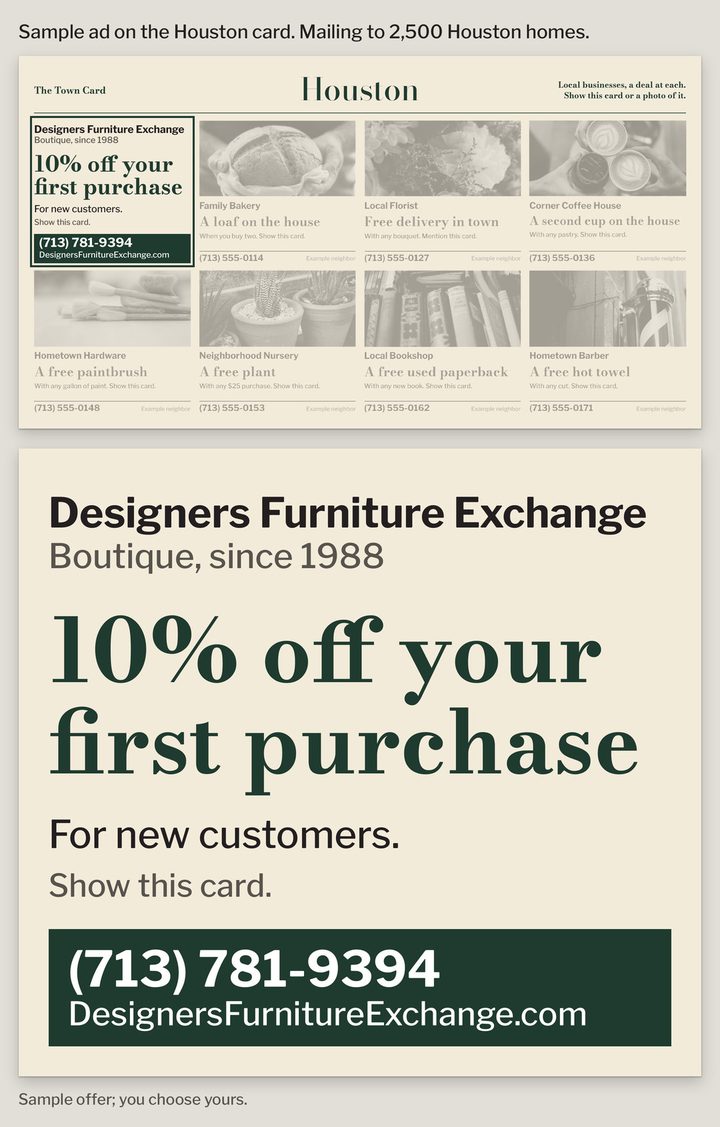 Sample ad on the Houston card. Mailing to 2,500 Houston homes.
The Town Card
Houston
Local businesses, a deal at each.
Show this card or a photo of it.
Designers Furniture Exchange
Boutique, since 1988
10% off your
first purchase
For new customers.
Show this card.
(713) 781-9394
DesignersFurnitureExchange.com
Family Bakery
A loaf on the house
When you buy two. Show this card.
(713) 555-0114
Example neighbor
Local Florist
Free delivery in town
With any bouquet. Mention this card.
(713) 555-0127
Example neighbor
Corner Coffee House
A second cup on the house
With any pastry. Show this card.
(713) 555-0136
Example neighbor
Hometown Hardware
A free paintbrush
With any gallon of paint. Show this card.
(713) 555-0148
Example neighbor
Neighborhood Nursery
A free plant
With any $25 purchase. Show this card.
(713) 555-0153
Example neighbor
Local Bookshop
A free used paperback
With any new book. Show this card.
(713) 555-0162
Example neighbor
Hometown Barber
A free hot towel
With any cut. Show this card.
(713) 555-0171
Example neighbor
Designers Furniture Exchange
Boutique, since 1988
10% off your
first purchase
For new customers.
Show this card.
(713) 781-9394
DesignersFurnitureExchange.com
Sample offer; you choose yours.